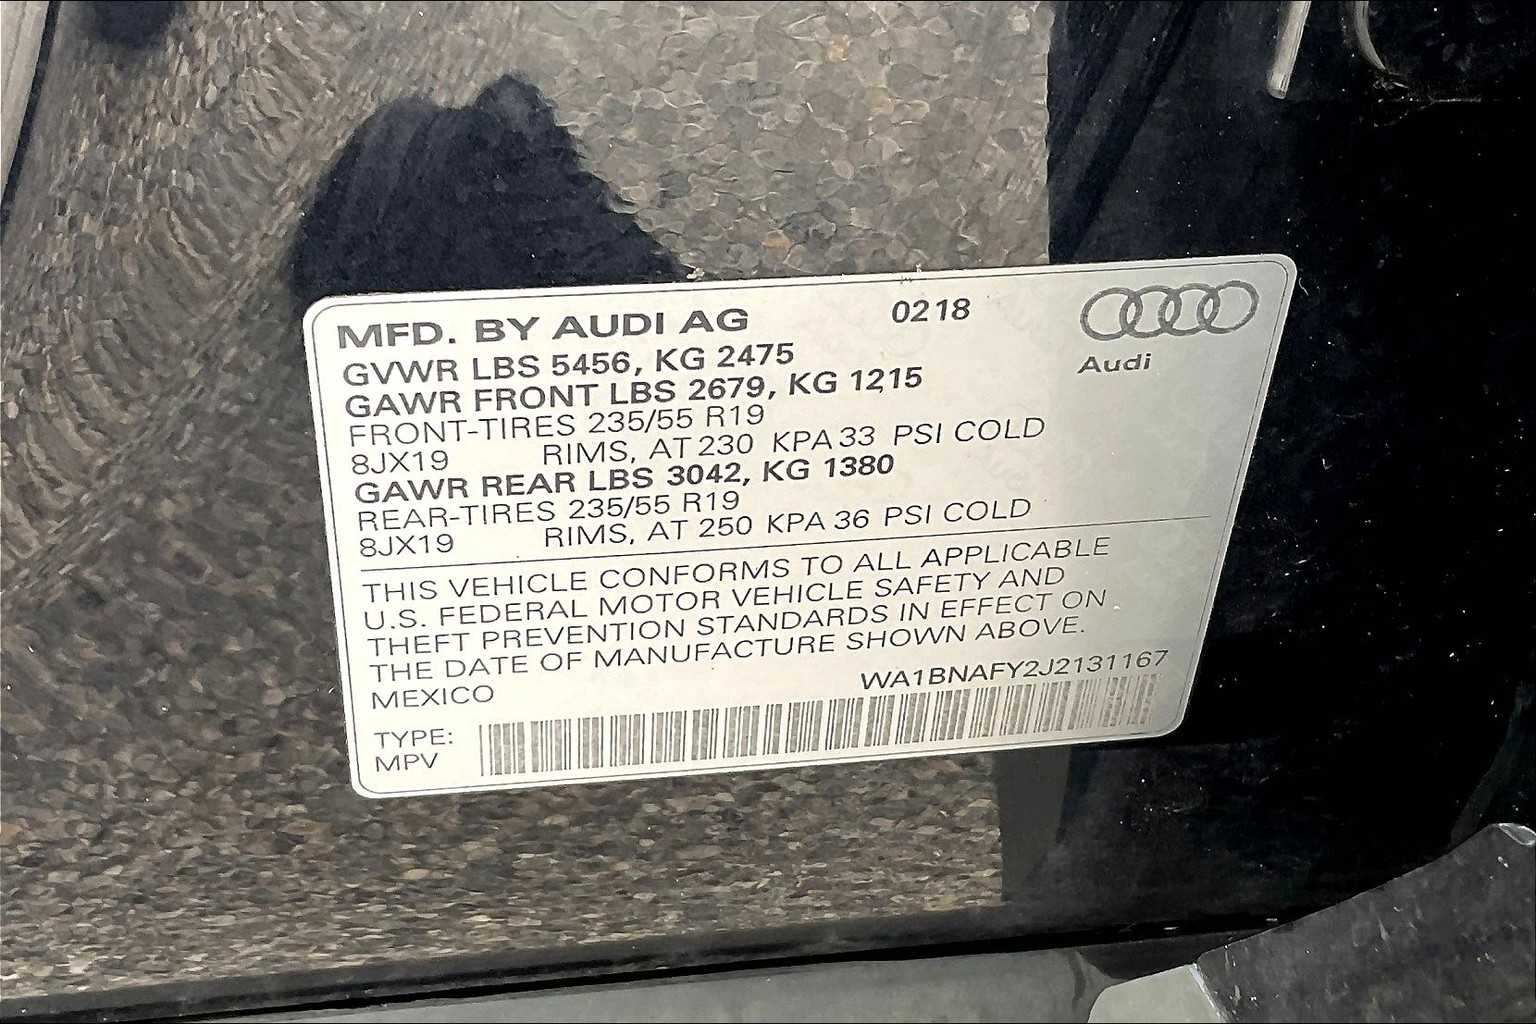 MFD. BY AUDI AG 0218
Audi
GVWR LBS 5456, KG 2475
GAWR FRONT LBS 2679, KG 1215
FRONT-TIRES 235/55 R19
8JX19 RIMS, AT 230 KPA 33 PSI COLD
GAWR REAR LBS 3042, KG 1380
REAR-TIRES 235/55 R19
8JX19 RIMS, AT 250 KPA 36 PSI COLD
THIS VEHICLE CONFORMS TO ALL APPLICABLE
U.S. FEDERAL MOTOR VEHICLE SAFETY AND
THEFT PREVENTION STANDARDS IN EFFECT ON
THE DATE OF MANUFACTURE SHOWN ABOVE.
MEXICO WA1BNAFY2J2131167
TYPE:
MPV